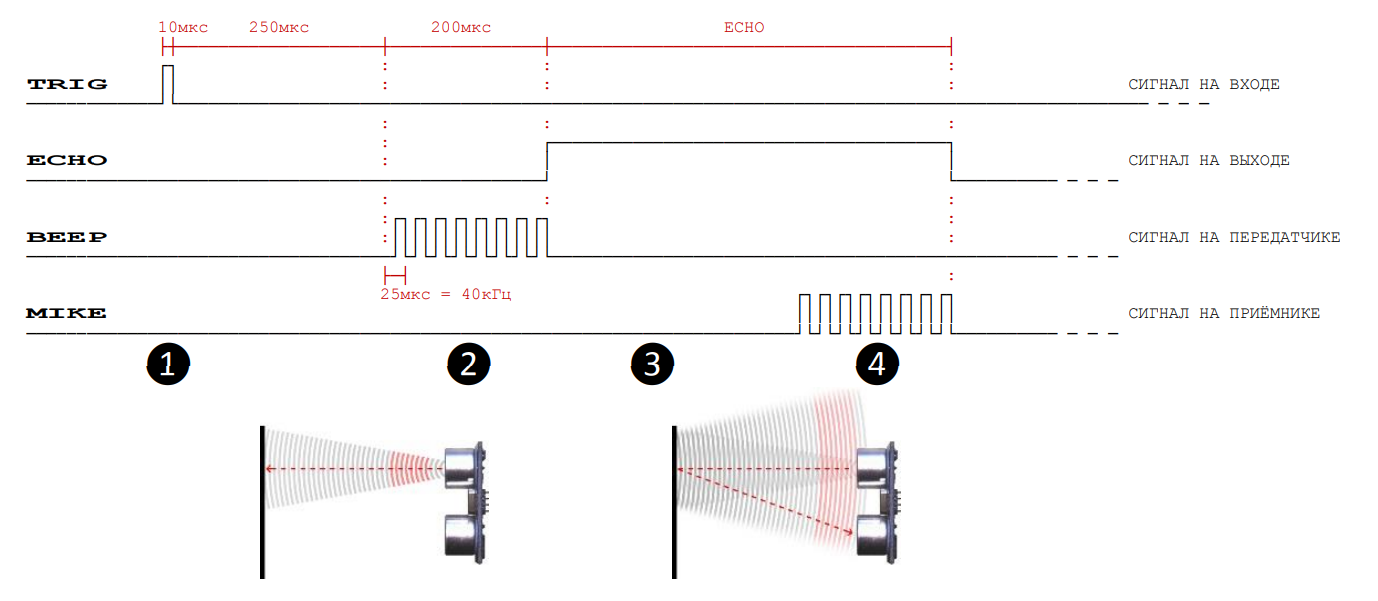 10мкс 250мкс 200мкс ECHO
TRIG СИГНАЛ НА ВХОДЕ
ECHO СИГНАЛ НА ВЫХОДЕ
BEEP СИГНАЛ НА ПЕРЕДАТЧИКЕ
25мкс = 40кГц
MIKE СИГНАЛ НА ПРИЁМНИКЕ
1 2 3 4